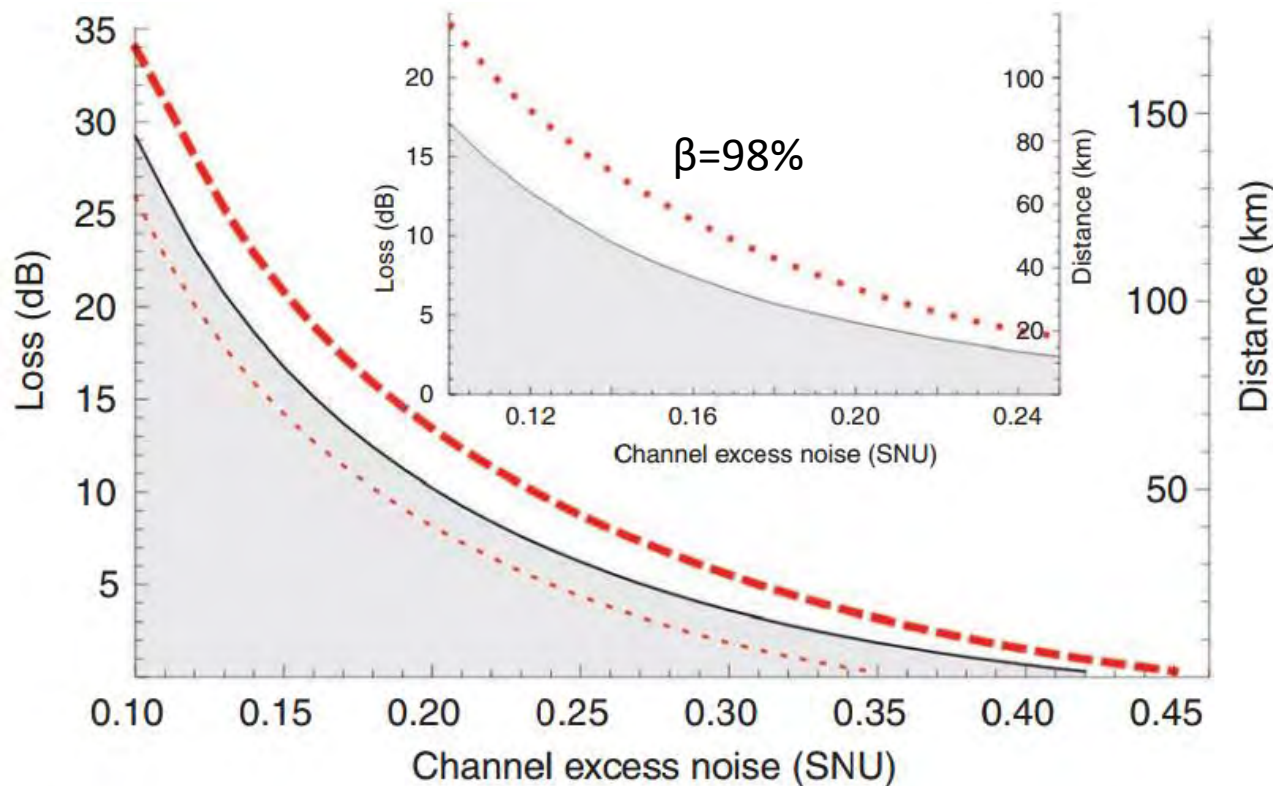 35
30
25
20
15
10
5
Loss (dB)
0.10 0.15 0.20 0.25 0.30 0.35 0.40 0.45
Channel excess noise (SNU)
150
100
50
Distance (km)
20
15
10
5
0
Loss (dB)
β=98%
0.12 0.16 0.20 0.24
Channel excess noise (SNU)
100
80
60
40
20
Distance (km)